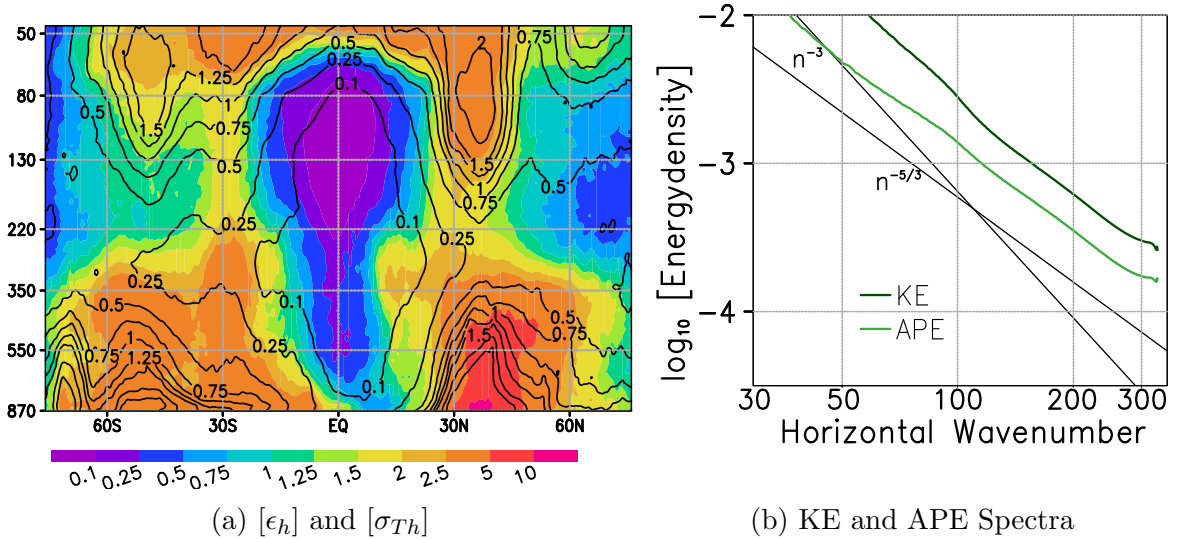 50
80
130
220
350
550
870
60S
30S
EQ
30N
60N
0.5
0.25
0.1
2
0.75
1.25
1
0.75
0.5
1.5
0.5
0.25
0.1
1.5
1
0.75
0.5
0.25
0.25
0.1
0.5
0.25
1
0.75
1.25
0.75
0.1
1
1.5
0.5
0.75
0.1 0.25 0.5 0.75 1 1.25 1.5 2 2.5 5 10
(a) [ϵh] and [σTh]
log10 [Energydensity]
−2
−3
−4
n−3
n−5/3
KE
APE
30 50 100 200 300
Horizontal Wavenumber
(b) KE and APE Spectra